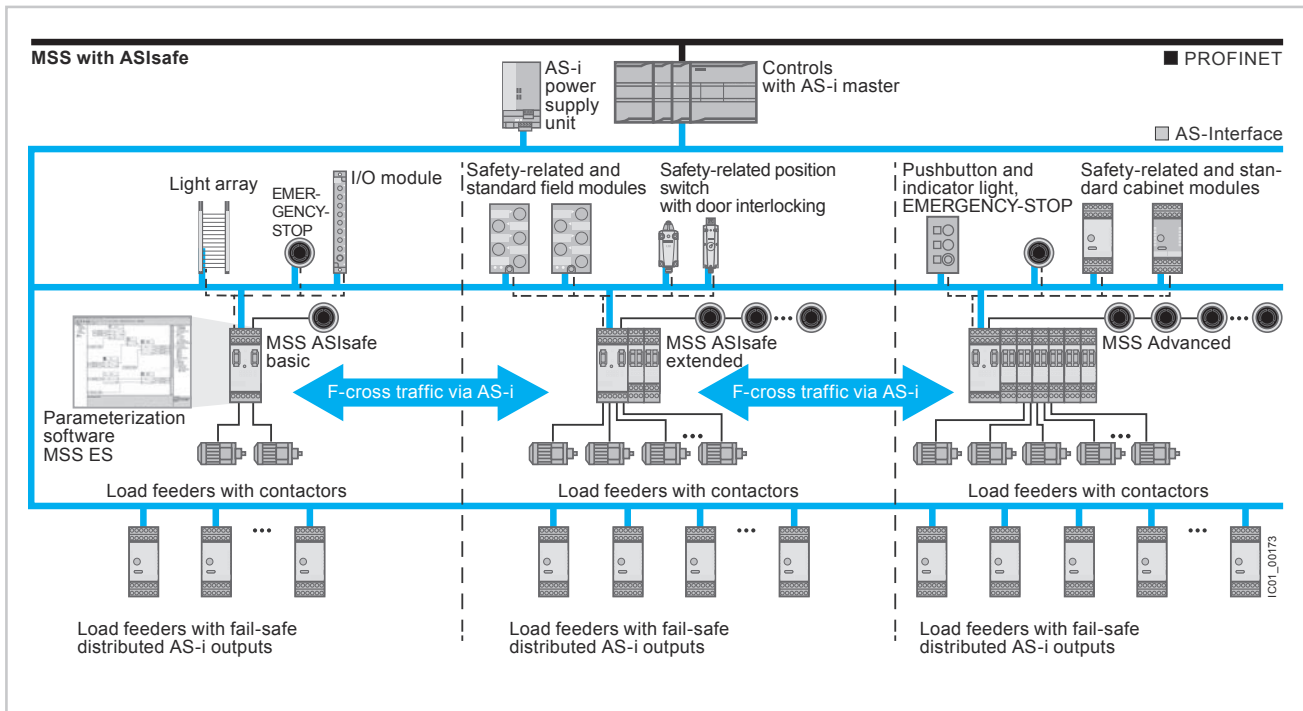 MSS with ASIsafe
PROFINET
AS-i
power
supply
unit
Controls
with AS-i master
AS-Interface
Light array
EMER-
GENCY-
STOP
I/O module
Safety-related and
standard field modules
Safety-related position
switch
with door interlocking
Pushbutton and
indicator light,
EMERGENCY-STOP
Safety-related and stan-
dard cabinet modules
MSS ASIsafe
basic
MSS ASIsafe
extended
MSS Advanced
F-cross traffic via AS-i
F-cross traffic via AS-i
Parameterization
software
MSS ES
Load feeders with contactors
Load feeders with contactors
Load feeders with contactors
IC01_00173
Load feeders with fail-safe
distributed AS-i outputs
Load feeders with fail-safe
distributed AS-i outputs
Load feeders with fail-safe
distributed AS-i outputs